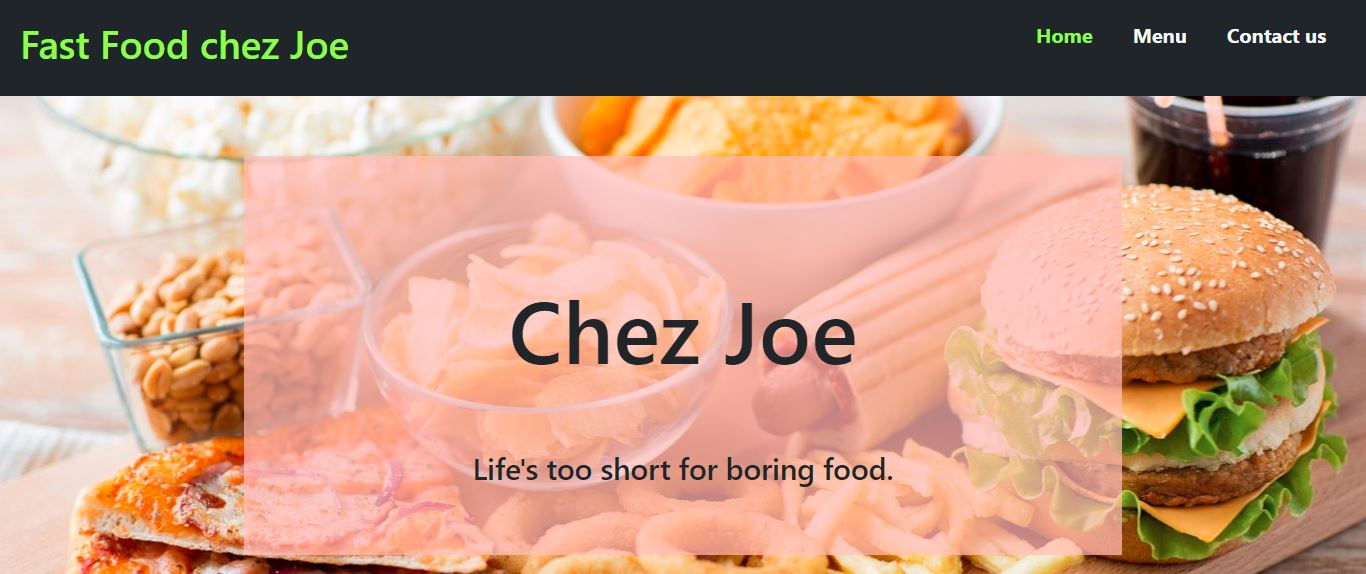 Fast Food chez Joe
Home
Menu
Contact us
Chez Joe
Life's too short for boring food.